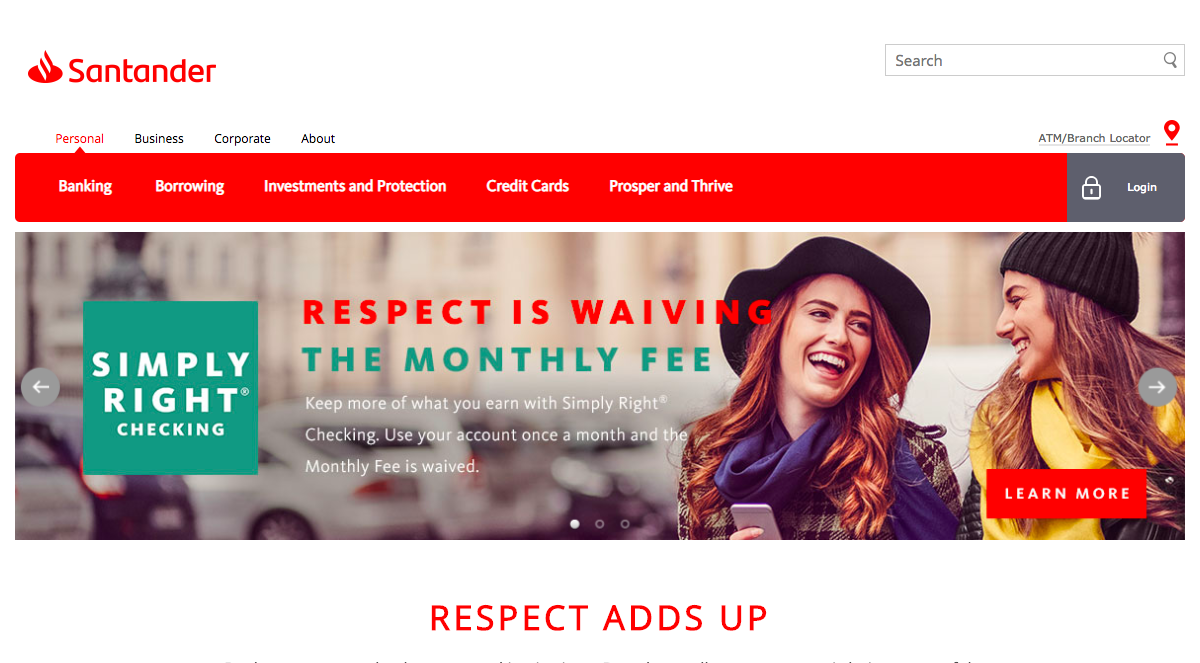 Santander
Search
Personal Business Corporate About
ATM/Branch Locator
Banking Borrowing Investments and Protection Credit Cards Prosper and Thrive
Login
SIMPLY
RIGHT®
CHECKING
RESPECT IS WAIVING
THE MONTHLY FEE
Keep more of what you earn with Simply Right®
Checking. Use your account once a month and the
Monthly Fee is waived.
LEARN MORE
RESPECT ADDS UP